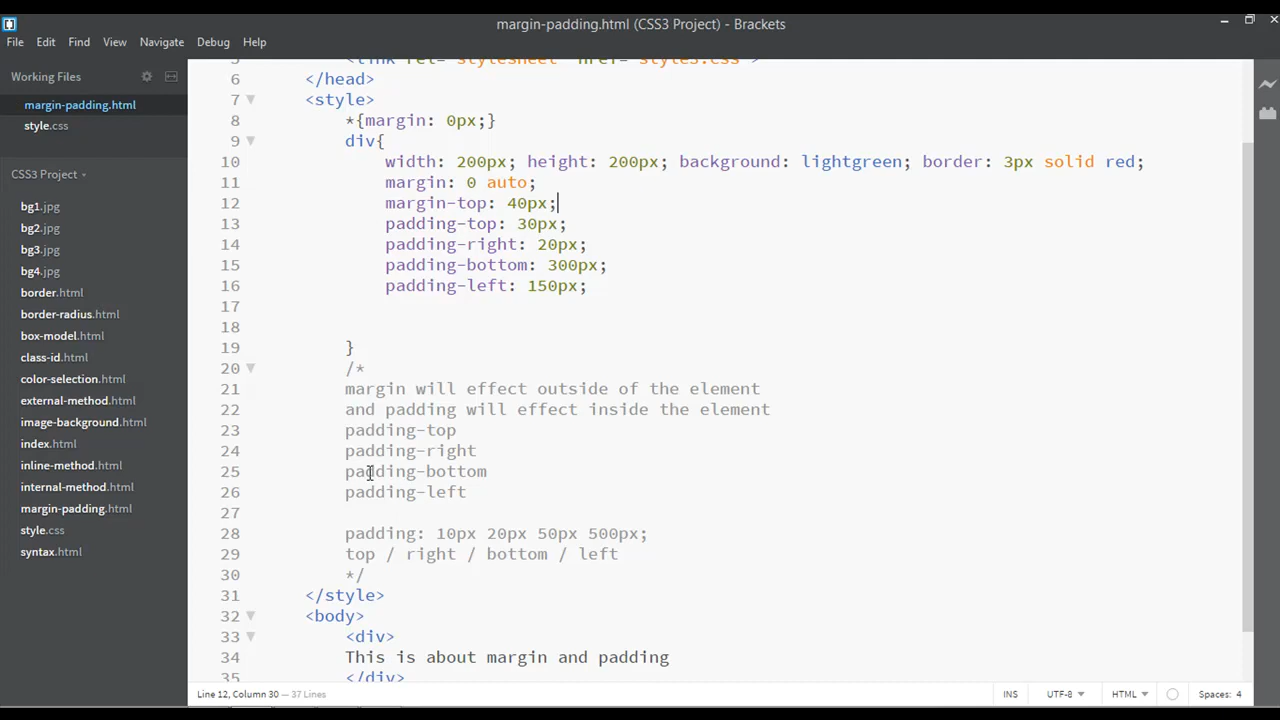 margin-padding.html (CSS3 Project) - Brackets
File Edit Find View Navigate Debug Help
Working Files
margin-padding.html
style.css
CSS3 Project
bg1.jpg
bg2.jpg
bg3.jpg
bg4.jpg
border.html
border-radius.html
box-model.html
class-id.html
color-selection.html
external-method.html
image-background.html
index.html
inline-method.html
internal-method.html
margin-padding.html
style.css
syntax.html
5 <link rel="stylesheet" href="style3.css">
6 </head>
7 <style>
8 *{margin: 0px;}
9 div{
10 width: 200px; height: 200px; background: lightgreen; border: 3px solid red;
11 margin: 0 auto;
12 margin-top: 40px;
13 padding-top: 30px;
14 padding-right: 20px;
15 padding-bottom: 300px;
16 padding-left: 150px;
17
18
19 }
20 /*
21 margin will effect outside of the element
22 and padding will effect inside the element
23 padding-top
24 padding-right
25 padding-bottom
26 padding-left
27
28 padding: 10px 20px 50px 500px;
29 top / right / bottom / left
30 */
31 </style>
32 <body>
33 <div>
34 This is about margin and padding
35 </div>
Line 12, Column 30 — 37 Lines
INS UTF-8 HTML Spaces: 4